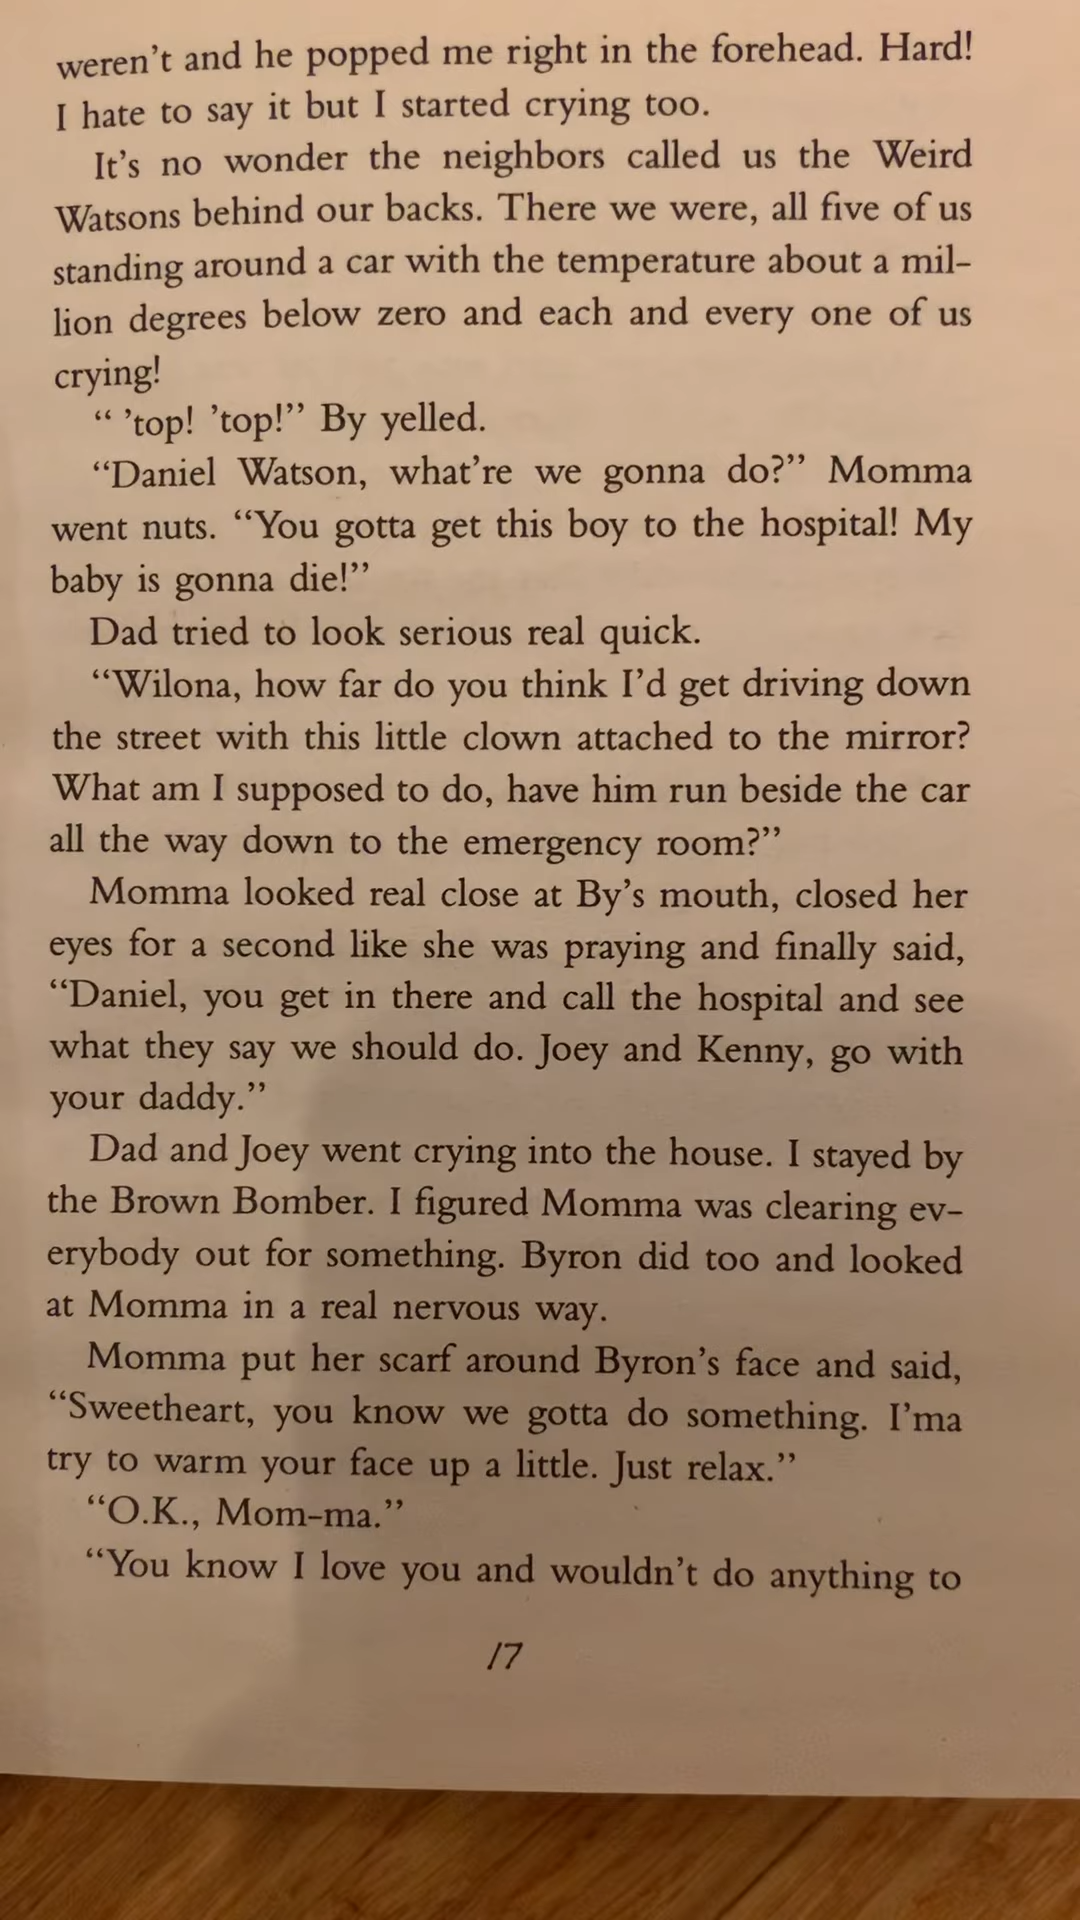 weren't and he popped me right in the forehead. Hard!
I hate to say it but I started crying too.
It's no wonder the neighbors called us the Weird
Watsons behind our backs. There we were, all five of us
standing around a car with the temperature about a mil-
lion degrees below zero and each and every one of us
crying!
“ ’top! ’top!” By yelled.
“Daniel Watson, what’re we gonna do?” Momma
went nuts. “You gotta get this boy to the hospital! My
baby is gonna die!”
Dad tried to look serious real quick.
“Wilona, how far do you think I’d get driving down
the street with this little clown attached to the mirror?
What am I supposed to do, have him run beside the car
all the way down to the emergency room?”
Momma looked real close at By’s mouth, closed her
eyes for a second like she was praying and finally said,
“Daniel, you get in there and call the hospital and see
what they say we should do. Joey and Kenny, go with
your daddy.”
Dad and Joey went crying into the house. I stayed by
the Brown Bomber. I figured Momma was clearing ev-
erybody out for something. Byron did too and looked
at Momma in a real nervous way.
Momma put her scarf around Byron’s face and said,
“Sweetheart, you know we gotta do something. I’ma
try to warm your face up a little. Just relax.”
“O.K., Mom-ma.”
“You know I love you and wouldn’t do anything to
17